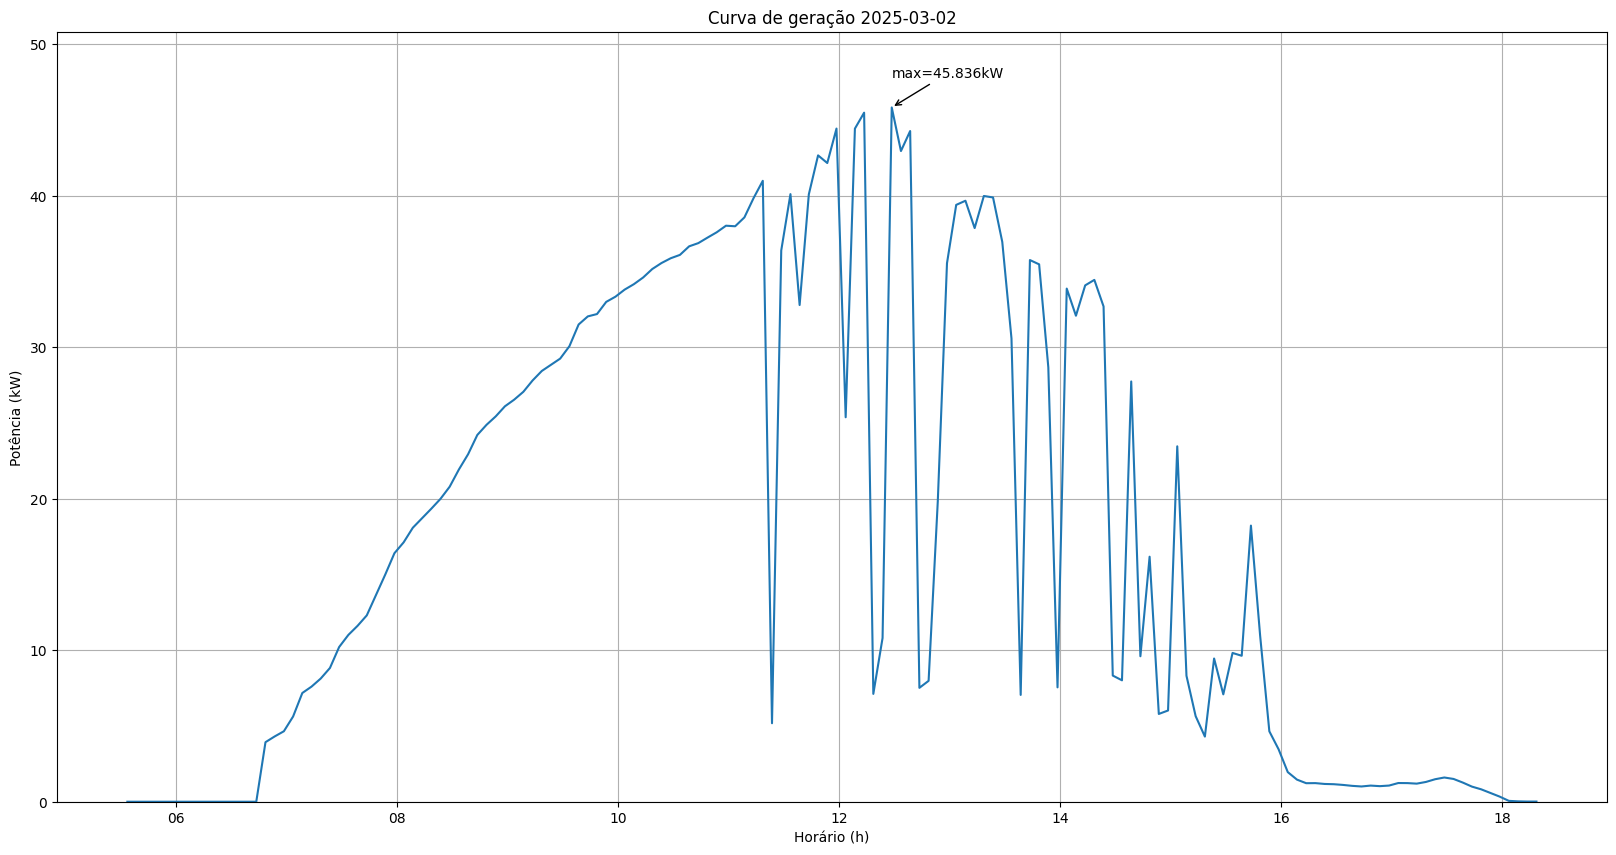 Curva de geração 2025-03-02
max=45.836kW
Potência (kW)
50
40
30
20
10
0
06 08 10 12 14 16 18
Horário (h)